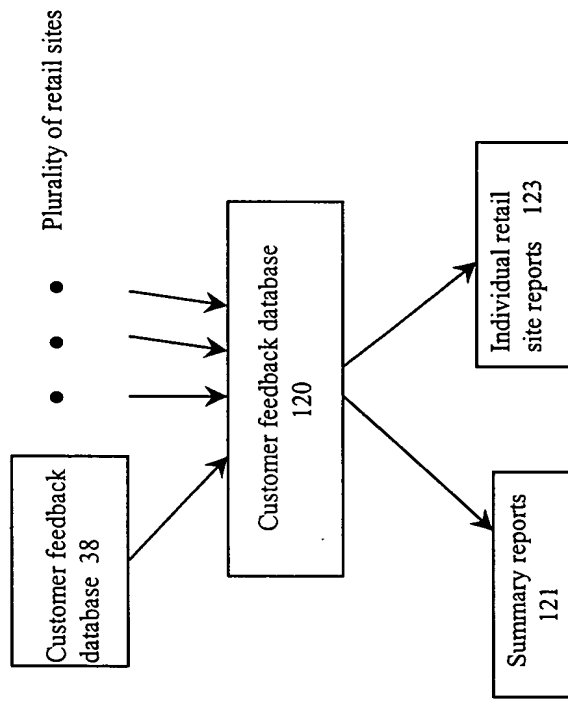 Plurality of retail sites
Customer feedback
database 38
Customer feedback database
120
Summary reports
121
Individual retail
site reports 123